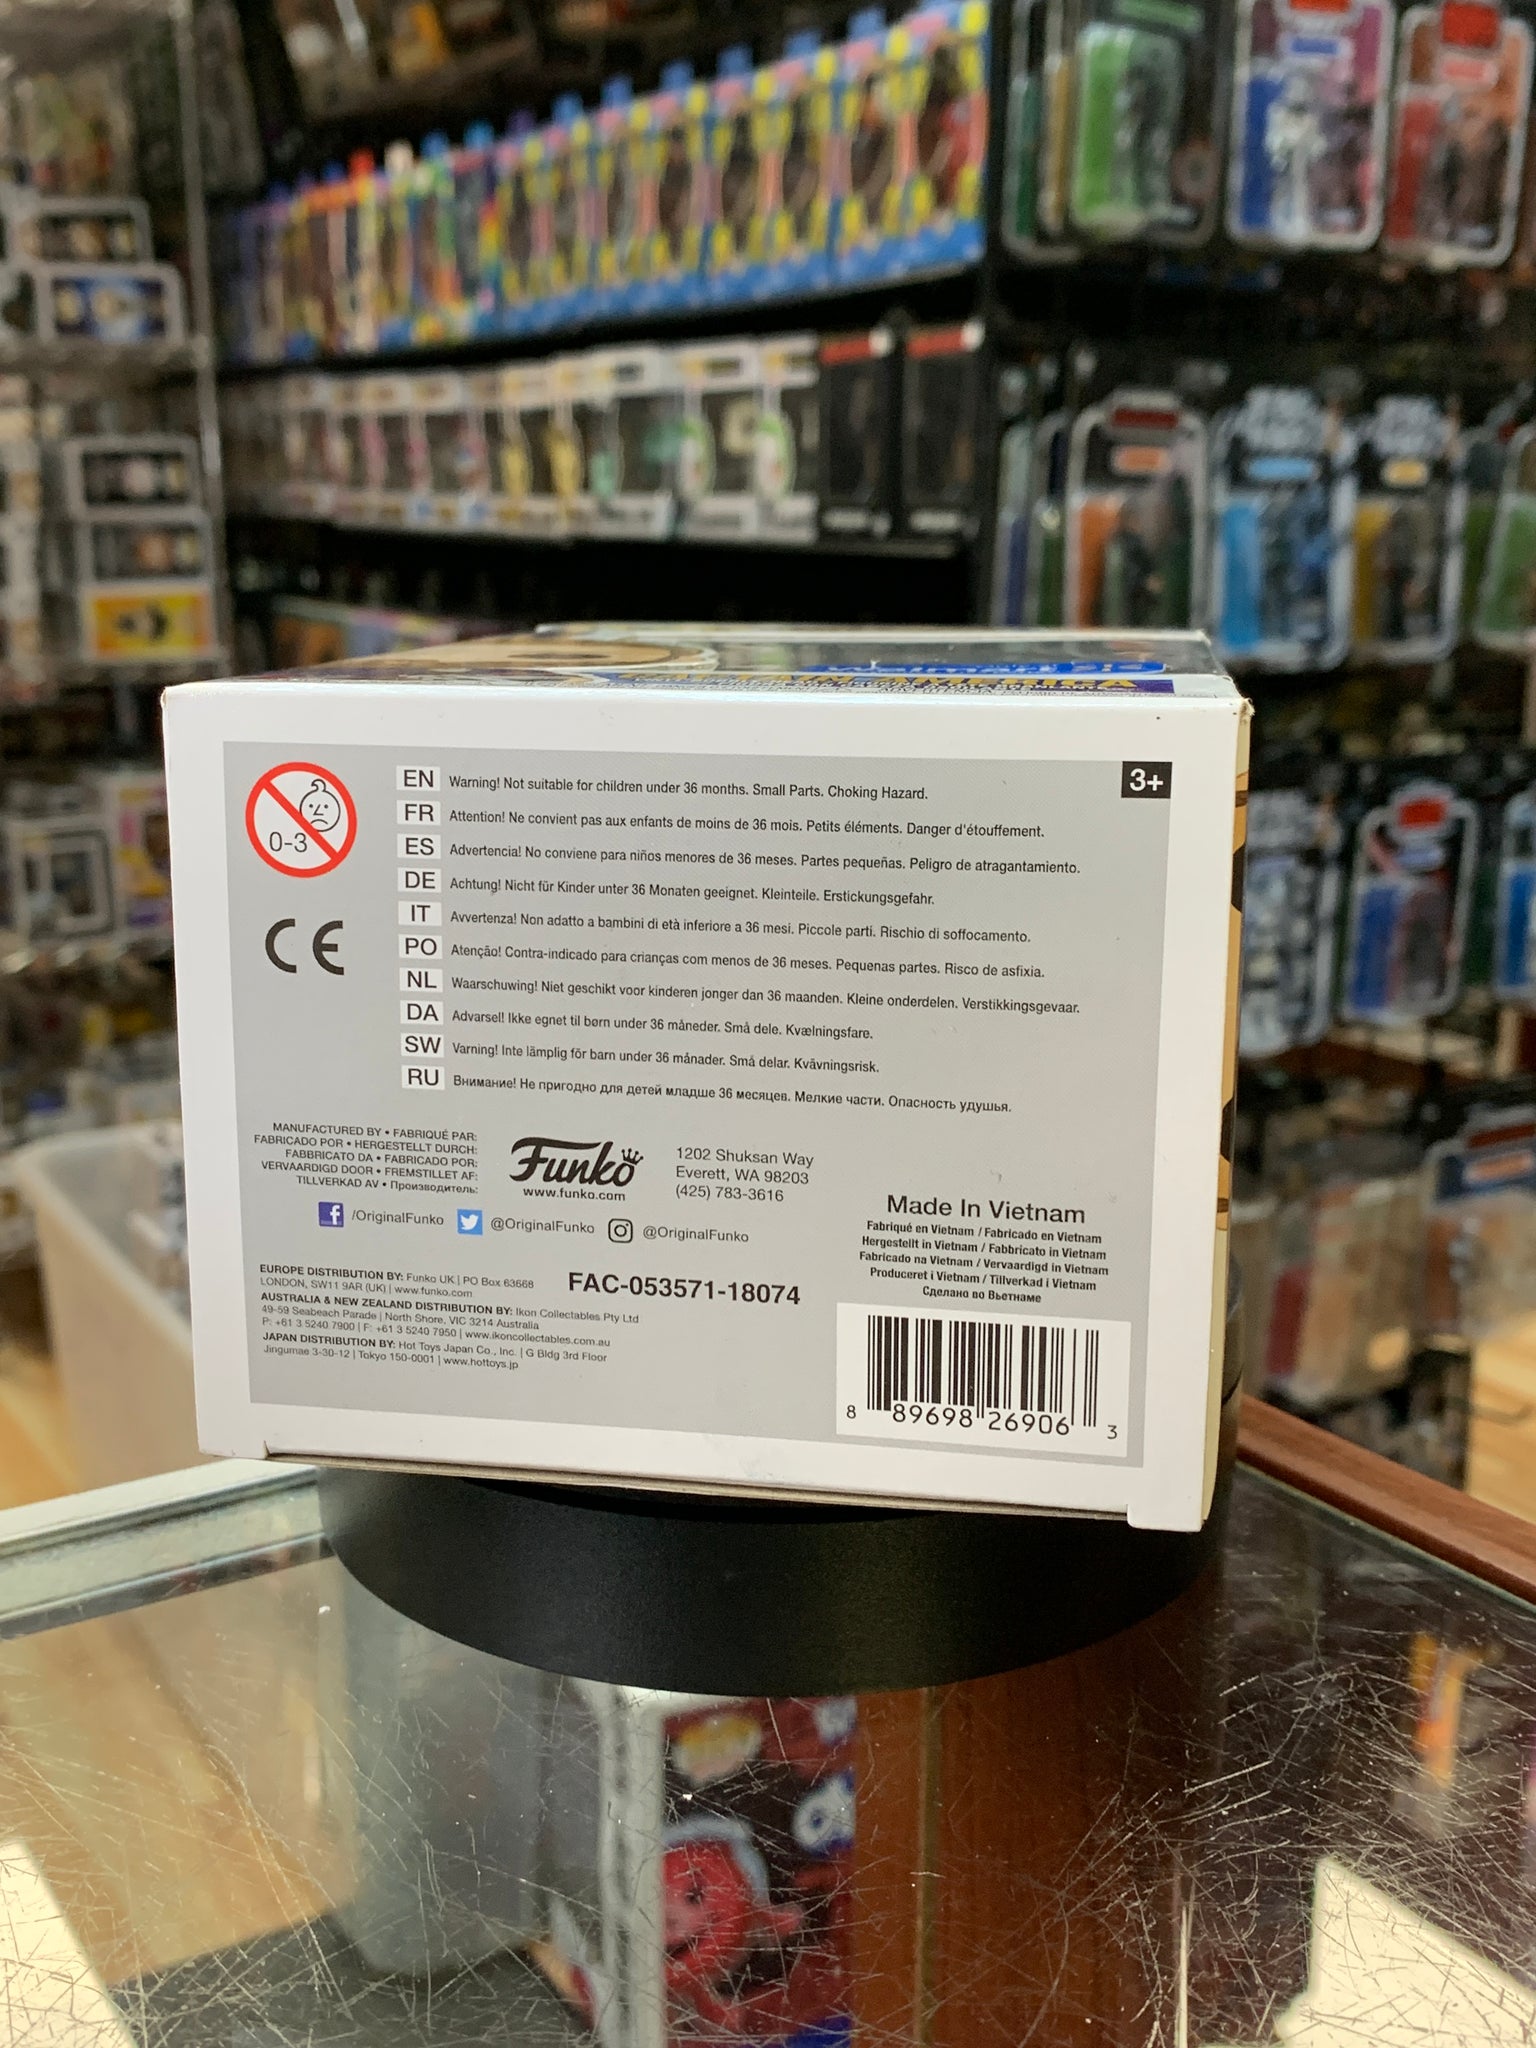 Walmart
CAPTAIN AMERICA
0-3
3+
EN Warning! Not suitable for children under 36 months. Small Parts. Choking Hazard.
FR Attention! Ne convient pas aux enfants de moins de 36 mois. Petits éléments. Danger d'étouffement.
ES Advertencia! No conviene para niños menores de 36 meses. Partes pequeñas. Peligro de atragantamiento.
DE Achtung! Nicht für Kinder unter 36 Monaten geeignet. Kleinteile. Erstickungsgefahr.
IT Avvertenza! Non adatto a bambini di età inferiore a 36 mesi. Piccole parti. Rischio di soffocamento.
PO Atenção! Contra-indicado para crianças com menos de 36 meses. Pequenas partes. Risco de asfixia.
NL Waarschuwing! Niet geschikt voor kinderen jonger dan 36 maanden. Kleine onderdelen. Verstikkingsgevaar.
DA Advarsel! Ikke egnet til børn under 36 måneder. Små dele. Kvælningsfare.
SW Varning! Inte lämplig för barn under 36 månader. Små delar. Kvävningsrisk.
RU Внимание! Не пригодно для детей младше 36 месяцев. Мелкие части. Опасность удушья.
CE
MANUFACTURED BY • FABRIQUÉ PAR:
FABRICADO POR • HERGESTELLT DURCH:
FABBRICATO DA • FABRICADO POR:
VERVAARDIGD DOOR • FREMSTILLET AF:
TILLVERKAD AV • Производитель:
Funko
www.funko.com
1202 Shuksan Way
Everett, WA 98203
(425) 783-3616
/OriginalFunko @OriginalFunko @OriginalFunko
EUROPE DISTRIBUTION BY: Funko UK | PO Box 63668
LONDON, SW11 9AR (UK) | www.funko.com
AUSTRALIA & NEW ZEALAND DISTRIBUTION BY: Ikon Collectables Pty Ltd
49-59 Seabeach Parade | North Shore, VIC 3214 Australia
P: +61 3 5240 7900 | F: +61 3 5240 7950 | www.ikoncollectables.com.au
JAPAN DISTRIBUTION BY: Hot Toys Japan Co., Inc. | G Bldg 3rd Floor
Jingumae 3-30-12 | Tokyo 150-0001 | www.hottoys.jp
FAC-053571-18074
Made In Vietnam
Fabriqué en Vietnam / Fabricado en Vietnam
Hergestellt in Vietnam / Fabbricato in Vietnam
Fabricado na Vietnam / Vervaardigd in Vietnam
Produceret i Vietnam / Tillverkad i Vietnam
Сделано во Вьетнаме
8 89698 26906 3